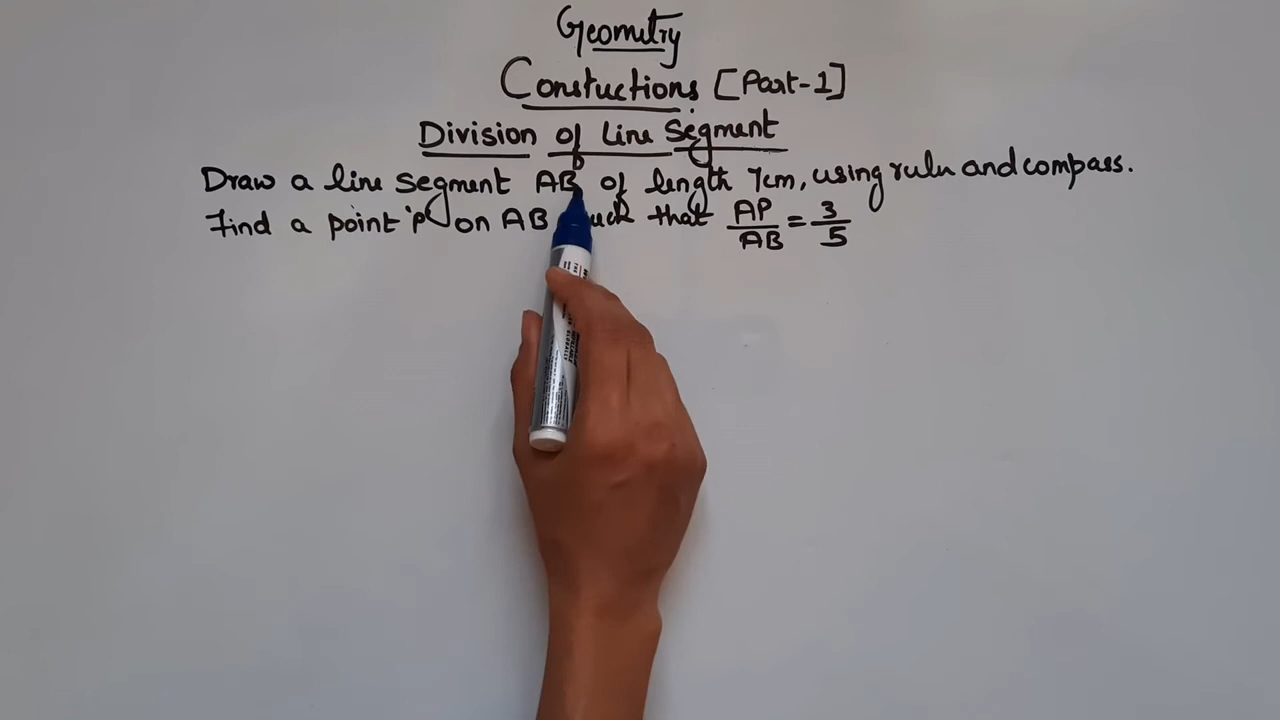 Geometry
Constuctions [Part-1]
Division of Line Segment
Draw a line segment AB of length 7cm, using ruler and compass.
Find a point 'P' on AB such that AP/AB = 3/5